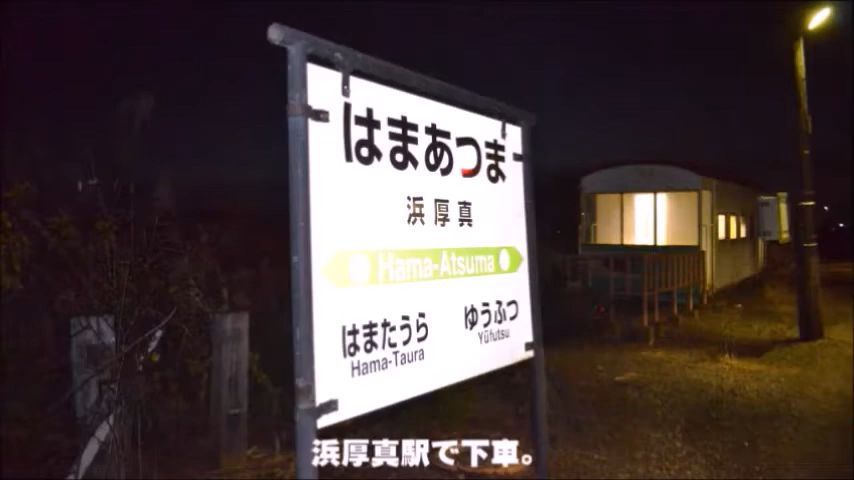 はまあつま
浜厚真
Hama-Atsuma
はまたうら
Hama-Taura
ゆうふつ
Yūfutsu
浜厚真駅で下車。